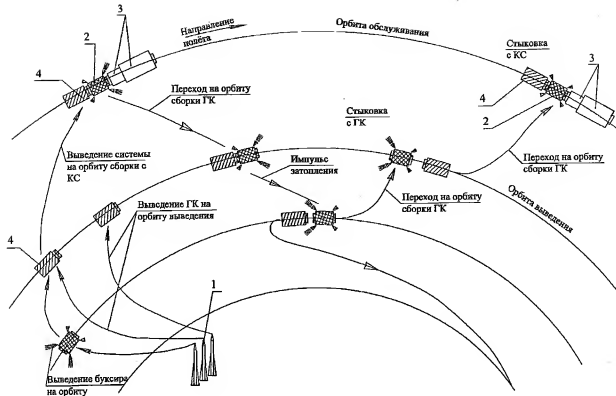 3
Направление
полёта
Орбита обслуживания
2
Стыковка
с КС
3
4
Переход на орбиту
сборки ГК
Стыковка
с ГК
4
2
Выведение системы
на орбиту сборки с
КС
Импульс
затопления
Переход на орбиту
сборки ГК
Выведение ГК на
орбиту выведения
Переход на орбиту
сборки ГК
Орбита выведения
4
1
Выведение буксира
на орбиту